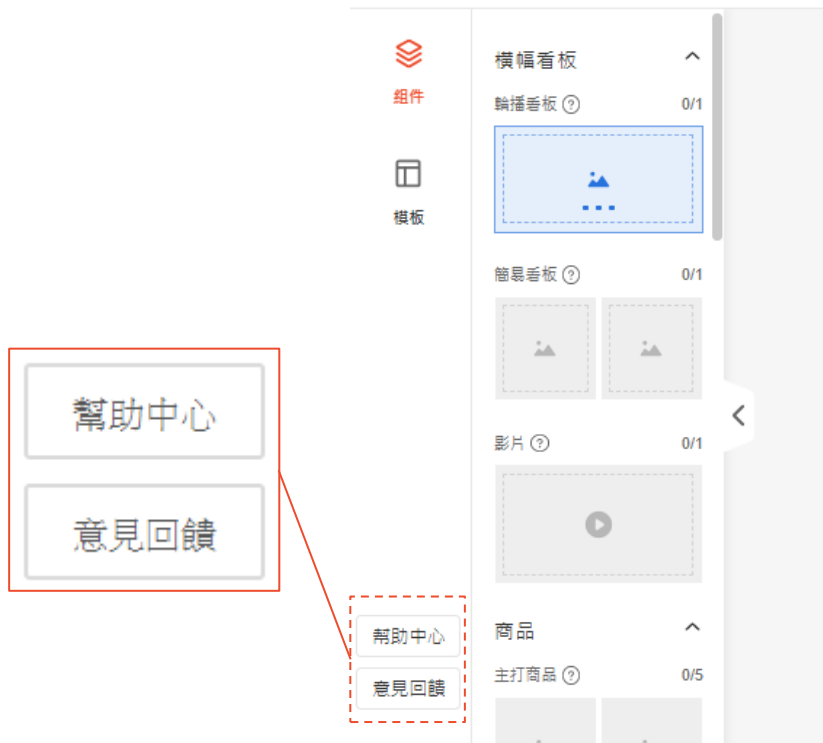 組件
模板
橫幅看板
輪播看板 ? 0/1
簡易看板 ? 0/1
影片 ? 0/1
商品
主打商品 ? 0/5
幫助中心
意見回饋
幫助中心
意見回饋